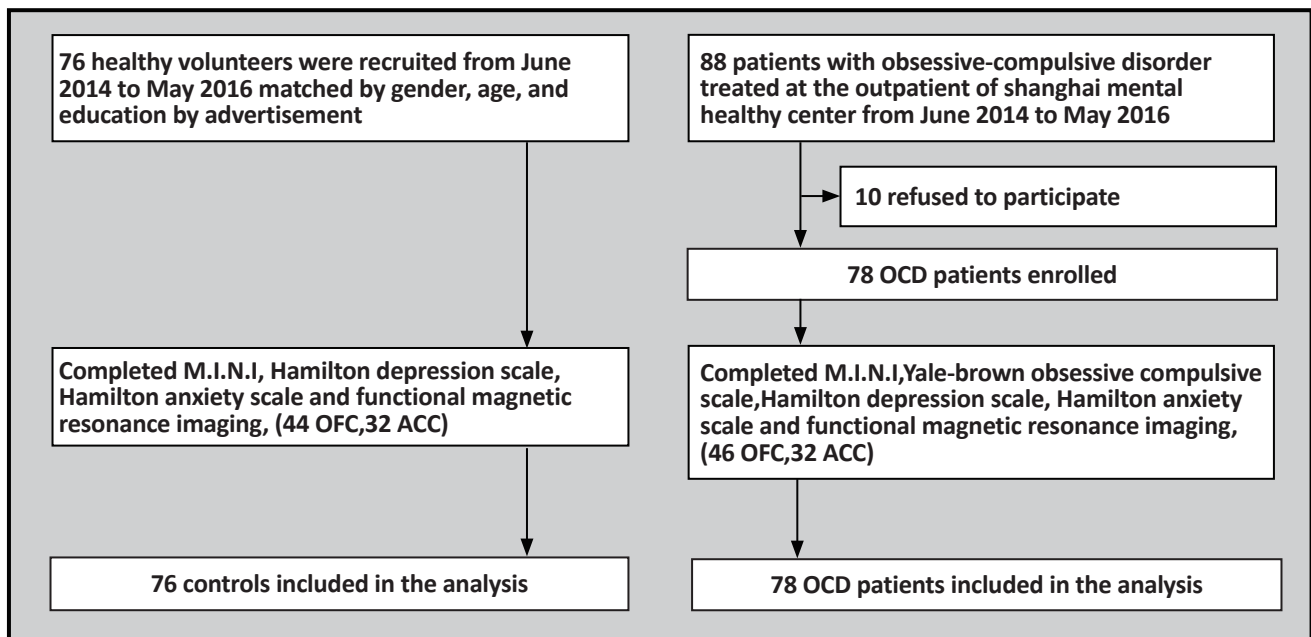 76 healthy volunteers were recruited from June
2014 to May 2016 matched by gender, age, and
education by advertisement
88 patients with obsessive-compulsive disorder
treated at the outpatient of shanghai mental
healthy center from June 2014 to May 2016
10 refused to participate
78 OCD patients enrolled
Completed M.I.N.I, Hamilton depression scale,
Hamilton anxiety scale and functional magnetic
resonance imaging, (44 OFC,32 ACC)
Completed M.I.N.I,Yale-brown obsessive compulsive
scale,Hamilton depression scale, Hamilton anxiety
scale and functional magnetic resonance imaging,
(46 OFC,32 ACC)
76 controls included in the analysis
78 OCD patients included in the analysis